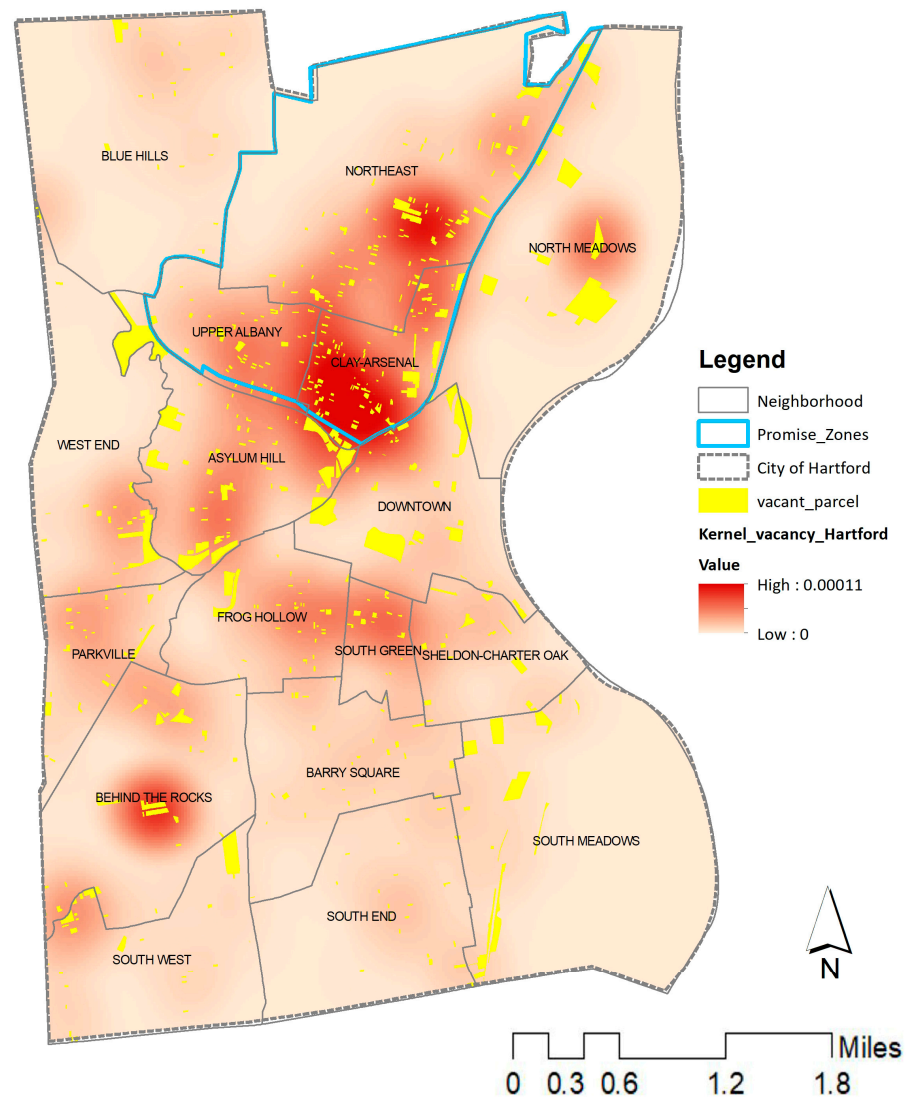 BLUE HILLS
NORTHEAST
NORTH MEADOWS
UPPER ALBANY
CLAY-ARSENAL
WEST END
ASYLUM HILL
DOWNTOWN
FROG HOLLOW
PARKVILLE
SOUTH GREEN
SHELDON-CHARTER OAK
BARRY SQUARE
BEHIND THE ROCKS
SOUTH MEADOWS
SOUTH END
SOUTH WEST
Legend
Neighborhood
Promise_Zones
City of Hartford
vacant_parcel
Kernel_vacancy_Hartford
Value
High : 0.00011
Low : 0
N
Miles
0 0.3 0.6 1.2 1.8